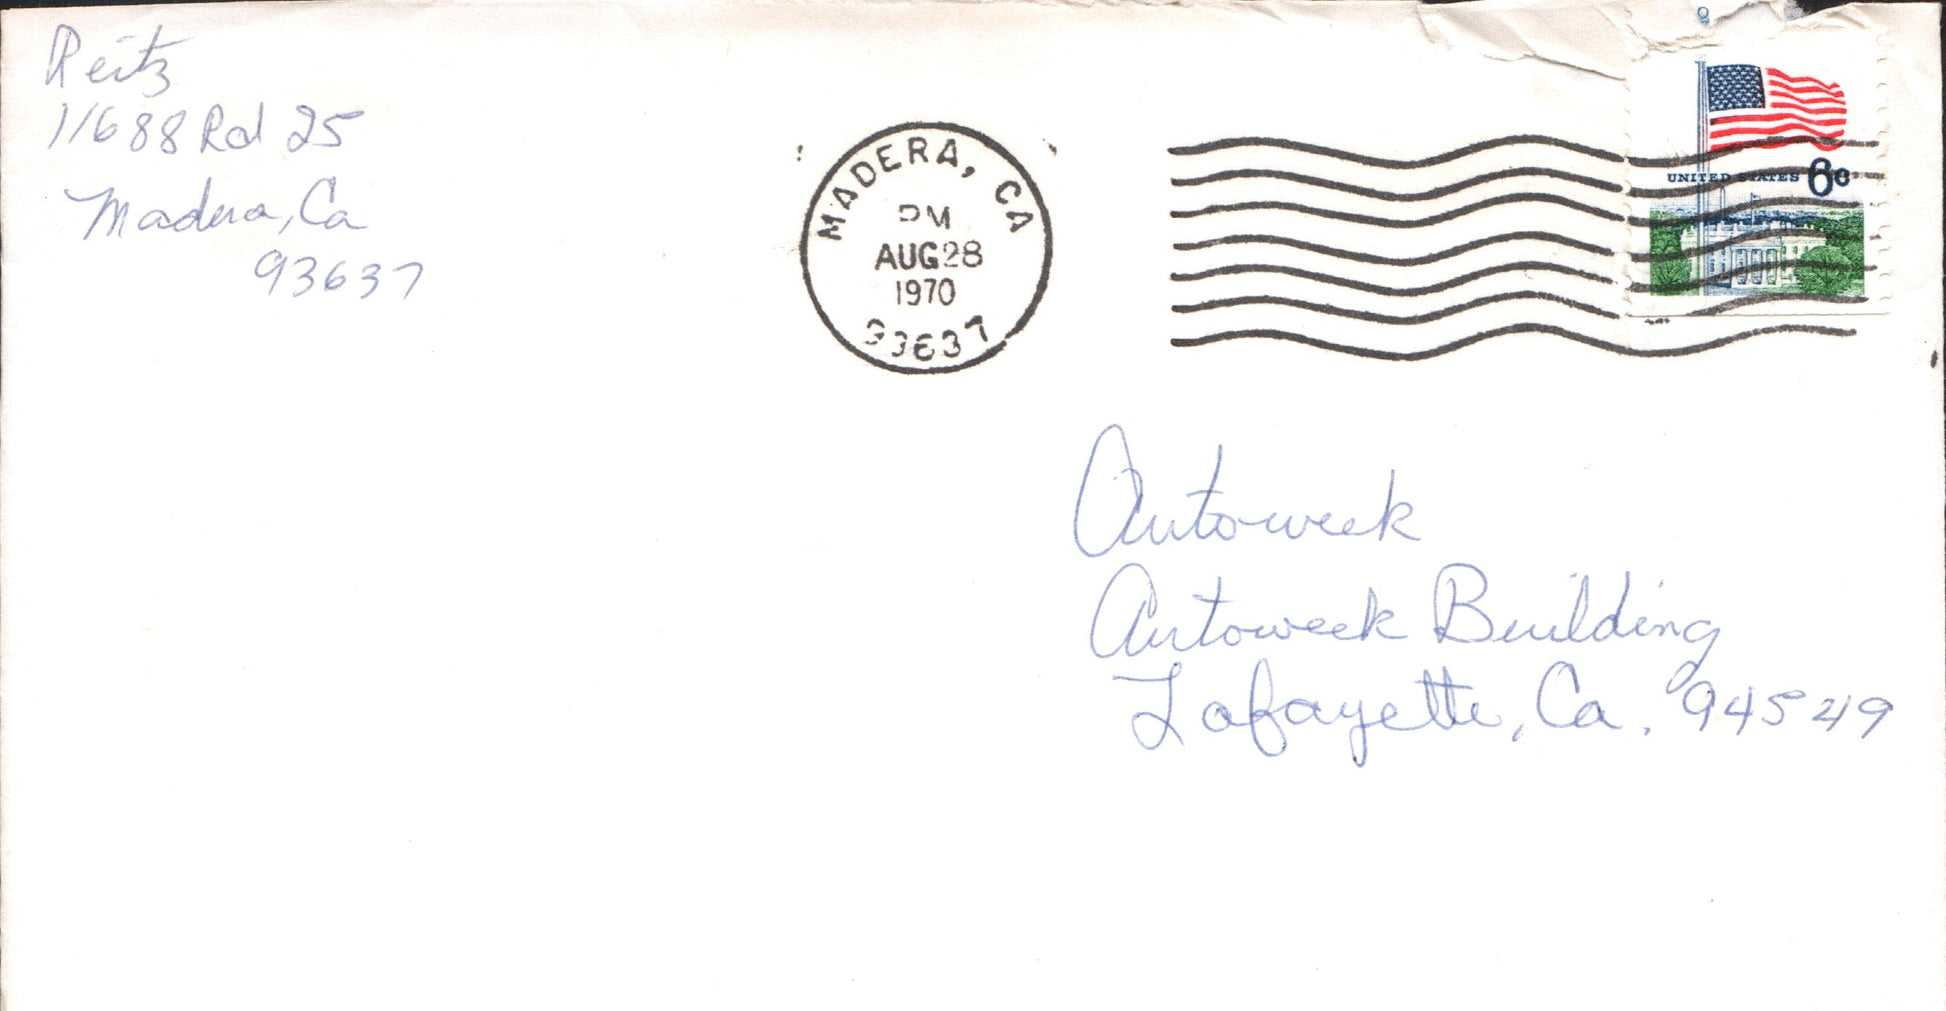 Reitz
11688 Rd 25
Madera, Ca
93637
MADERA, CA
PM
AUG 28
1970
93637
UNITED STATES 6c
Autoweek
Autoweek Building
Lafayette, Ca. 94549